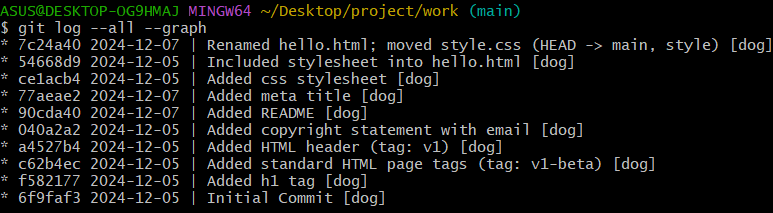 ASUS@DESKTOP-OG9HMAJ MINGW64 ~/Desktop/project/work (main)
$ git log --all --graph
* 7c24a40 2024-12-07 | Renamed hello.html; moved style.css (HEAD -> main, style) [dog]
* 54668d9 2024-12-05 | Included stylesheet into hello.html [dog]
* ce1acb4 2024-12-05 | Added css stylesheet [dog]
* 77aeae2 2024-12-07 | Added meta title [dog]
* 90cda40 2024-12-07 | Added README [dog]
* 040a2a2 2024-12-05 | Added copyright statement with email [dog]
* a4527b4 2024-12-05 | Added HTML header (tag: v1) [dog]
* c62b4ec 2024-12-05 | Added standard HTML page tags (tag: v1-beta) [dog]
* f582177 2024-12-05 | Added h1 tag [dog]
* 6f9faf3 2024-12-05 | Initial Commit [dog]